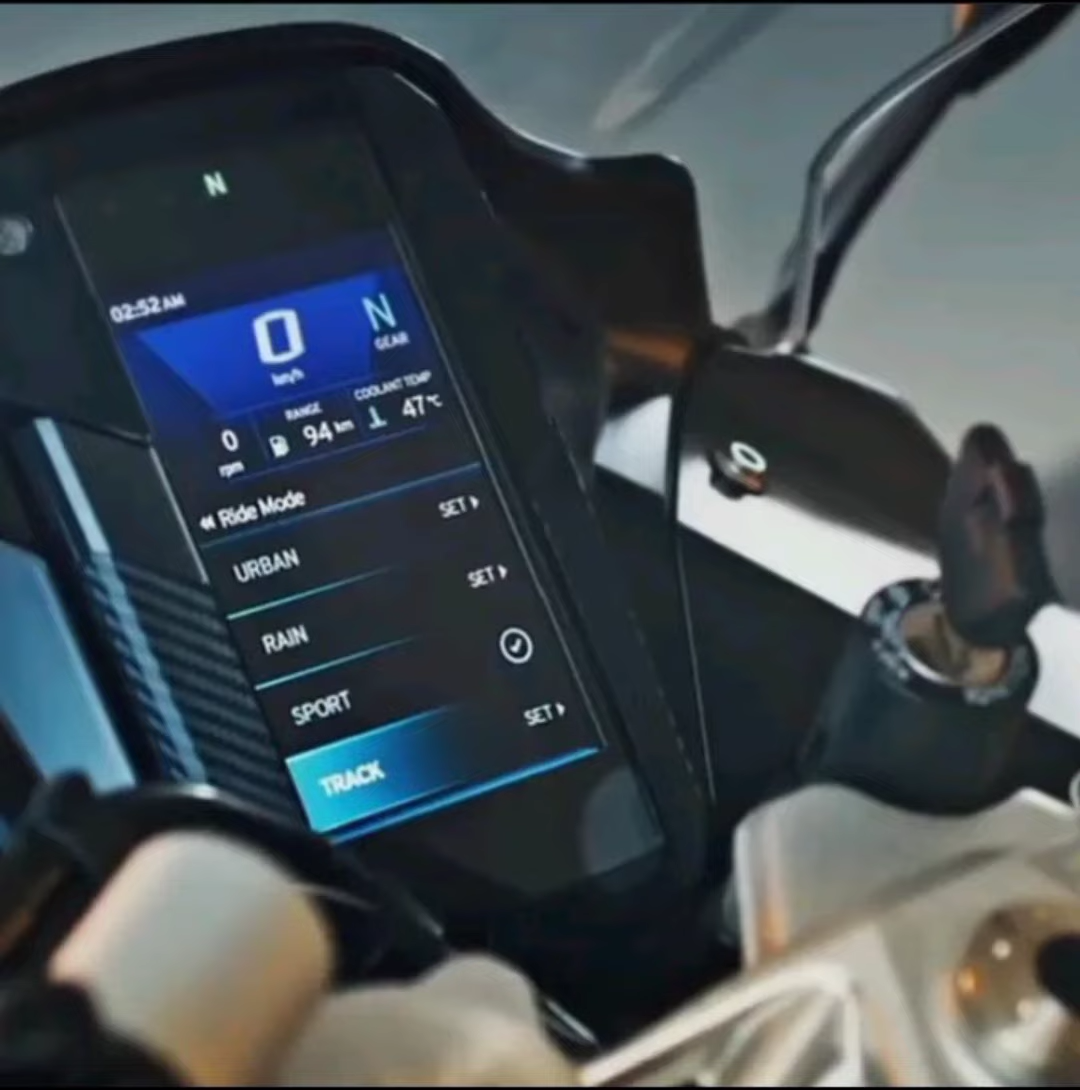 N
02:52 AM
0
km/h
N
GEAR
0
rpm
RANGE
94 km
COOLANT TEMP
47°C
« Ride Mode
URBAN
SET
RAIN
SET
SPORT
TRACK
SET